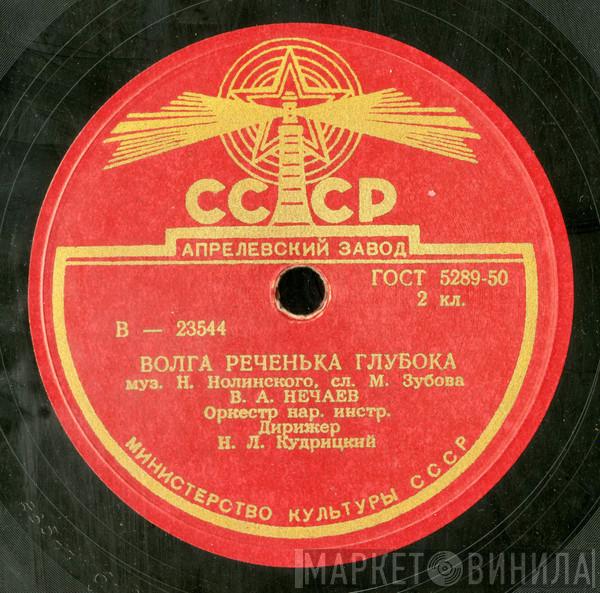 СССР
АПРЕЛЕВСКИЙ ЗАВОД
ГОСТ 5289-50
2 кл.
В — 23544
ВОЛГА РЕЧЕНЬКА ГЛУБОКА
муз. Н. Нолинского, сл. М. Зубова
В. А. НЕЧАЕВ
Оркестр нар. инстр.
Дирижер
Н. Л. Кудрицкий
МИНИСТЕРСТВО КУЛЬТУРЫ СССР
МАРКЕТ ВИНИЛА